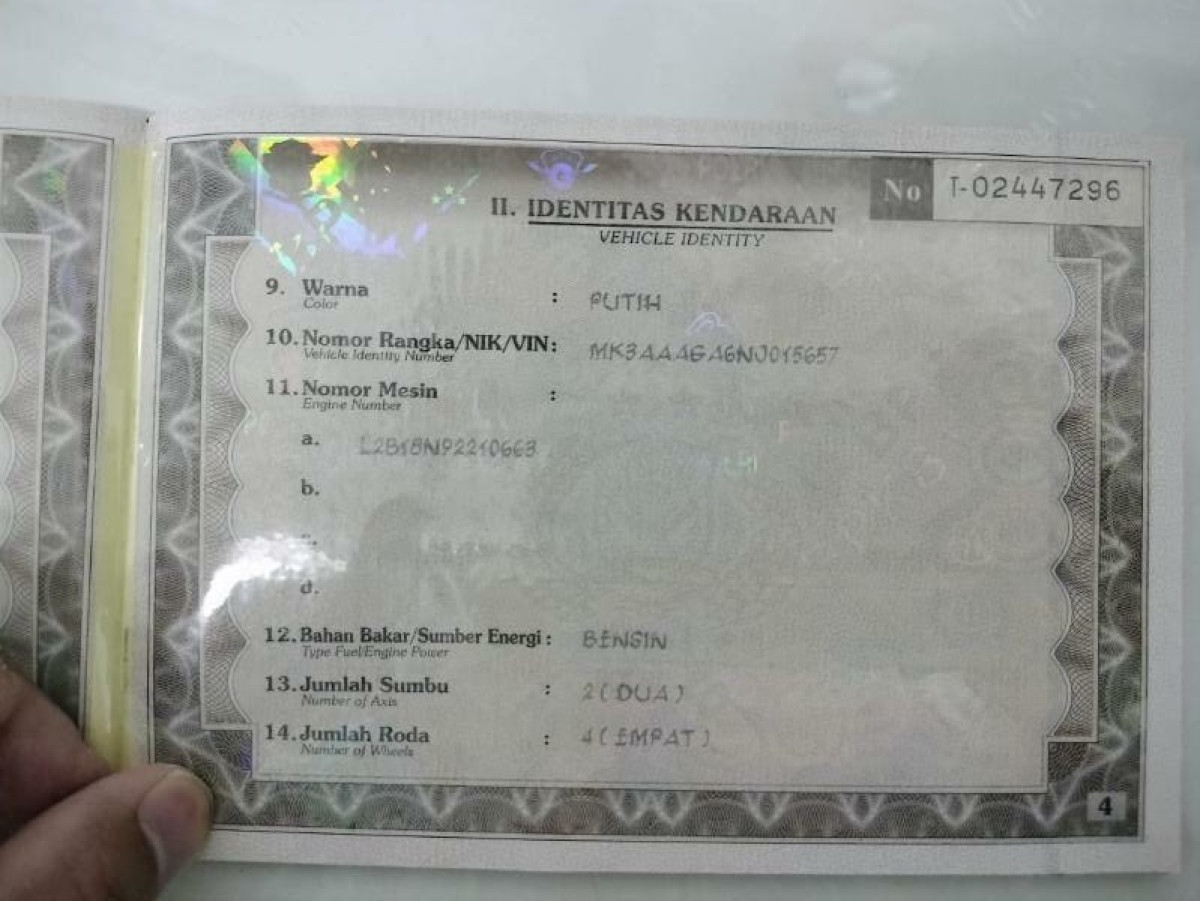 No T-02447296
II. IDENTITAS KENDARAAN
VEHICLE IDENTITY
9. Warna : PUTIH
Color
10. Nomor Rangka/NIK/VIN: MK3AAAGA6NJ015657
Vehicle Identity Number
11. Nomor Mesin :
Engine Number
a. L2B18N92210663
b.
d.
12. Bahan Bakar/Sumber Energi : BENSIN
Type Fuel/Engine Power
13. Jumlah Sumbu : 2 (DUA)
Number of Axis
14. Jumlah Roda : 4 (EMPAT)
Number of Wheels
4